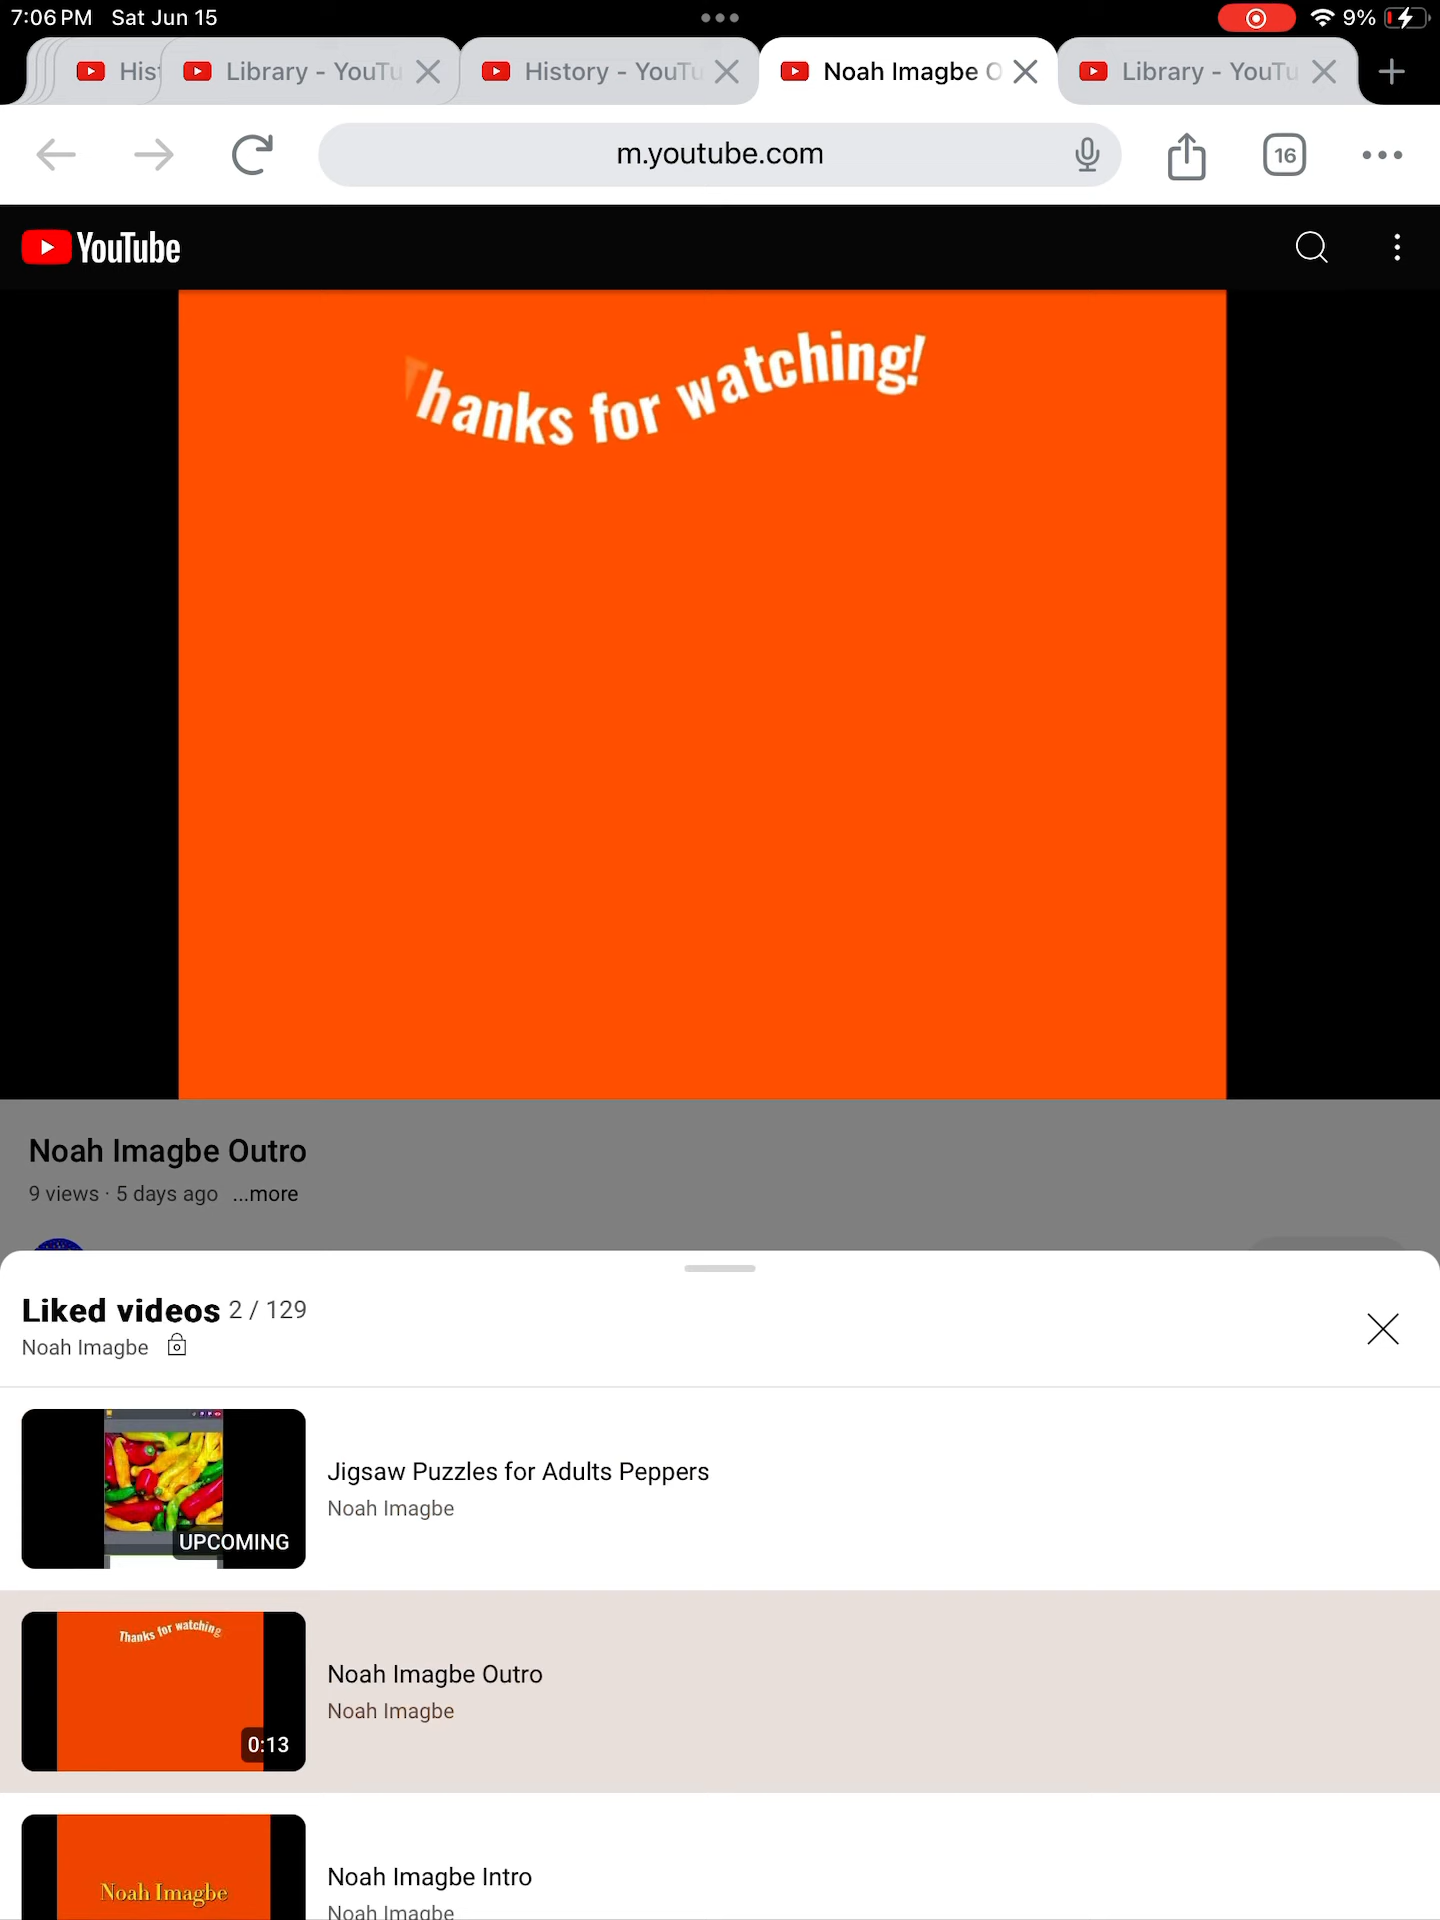 7:06 PM Sat Jun 15
9%
His
Library - YouTu
History - YouTu
Noah Imagbe O
Library - YouTu
m.youtube.com
16
YouTube
Thanks for watching!
Noah Imagbe Outro
9 views · 5 days ago ...more
Liked videos 2 / 129
Noah Imagbe
UPCOMING
Jigsaw Puzzles for Adults Peppers
Noah Imagbe
Thanks for watching
0:13
Noah Imagbe Outro
Noah Imagbe
Noah Imagbe
Noah Imagbe Intro
Noah Imagbe